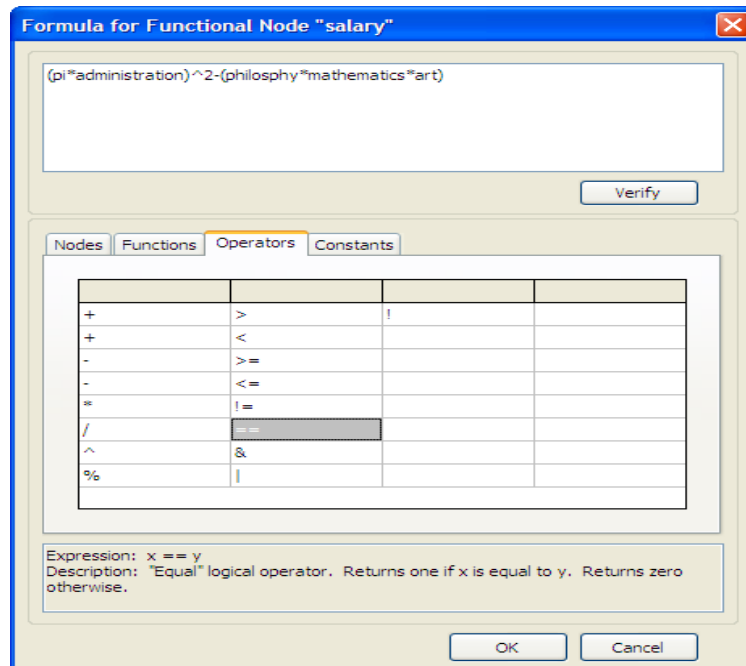 Formula for Functional Node "salary"
(pi*administration)^2-(philosphy*mathematics*art)
Verify
Nodes Functions Operators Constants
+ > !
+ <
- >=
- <=
* !=
/ ==
^ &
% |
Expression: x == y
Description: "Equal" logical operator. Returns one if x is equal to y. Returns zero
otherwise.
OK Cancel